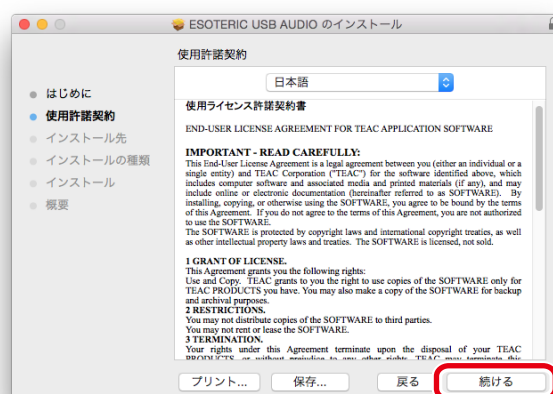 ESOTERIC USB AUDIO のインストール
使用許諾契約
はじめに
使用許諾契約
インストール先
インストールの種類
インストール
概要
日本語
使用ライセンス許諾契約書
END-USER LICENSE AGREEMENT FOR TEAC APPLICATION SOFTWARE
IMPORTANT - READ CAREFULLY:
This End-User License Agreement is a legal agreement between you (either an individual or a
single entity) and TEAC Corporation ("TEAC") for the software identified above, which
includes computer software and associated media and printed materials (if any), and may
include online or electronic documentation (hereinafter referred to as SOFTWARE). By
installing, copying, or otherwise using the SOFTWARE, you agree to be bound by the terms
of this Agreement. If you do not agree to the terms of this Agreement, you are not authorized
to use the SOFTWARE.
The SOFTWARE is protected by copyright laws and international copyright treaties, as well
as other intellectual property laws and treaties. The SOFTWARE is licensed, not sold.
1 GRANT OF LICENSE.
This Agreement grants you the following rights:
Use and Copy. TEAC grants to you the right to use copies of the SOFTWARE only for
TEAC PRODUCTS you have. You may also make a copy of the SOFTWARE for backup
and archival purposes.
2 RESTRICTIONS.
You may not distribute copies of the SOFTWARE to third parties.
You may not rent or lease the SOFTWARE.
3 TERMINATION.
Your rights under this Agreement terminate upon the disposal of your TEAC
PRODUCTS, or without prejudice to any other rights, TEAC may terminate this
プリント...
保存...
戻る
続ける